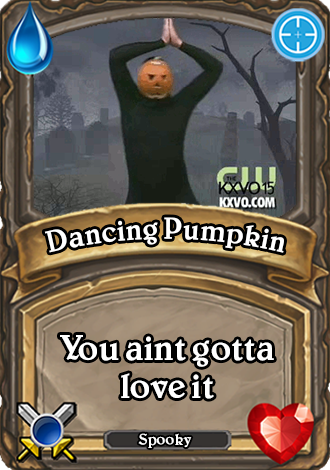 THE
CW
KXVO 15
KXVO.COM
Dancing Pumpkin
You aint gotta
love it
Spooky